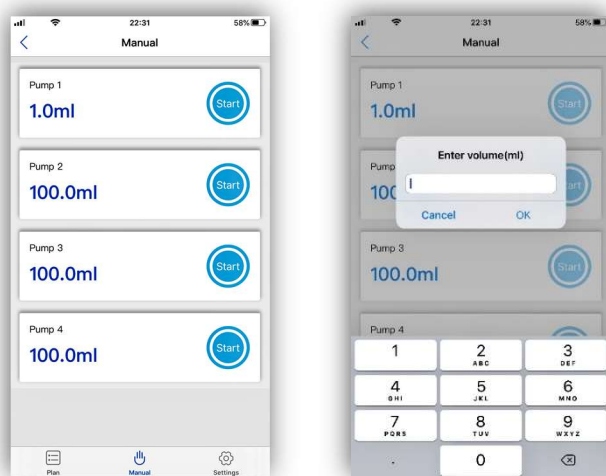 22:31
58%
Manual
Pump 1
1.0ml
Start
Pump 2
100.0ml
Start
Pump 3
100.0ml
Start
Pump 4
100.0ml
Start
Plan
Manual
Settings
22:31
58%
Manual
Pump 1
1.0ml
Start
Enter volume(ml)
Pump
100
art
Cancel
OK
Pump 3
100.0ml
Start
Pump 4
1
2
ABC
3
DEF
4
GHI
5
JKL
6
MNO
7
PQRS
8
TUV
9
WXYZ
.
0